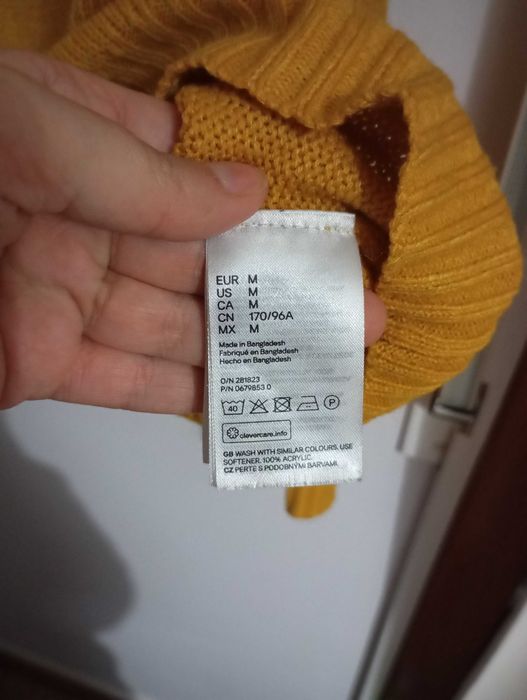 EUR M
US M
CA M
CN 170/96A
MX M
Made in Bangladesh
Fabriqué en Bangladesh
Hecho en Bangladesh
O/N 281823
P/N 0679853 0
40 P
clevercare.info
GB WASH WITH SIMILAR COLOURS. USE
SOFTENER. 100% ACRYLIC.
CZ PERTE S PODOBNÝMI BARVAMI.